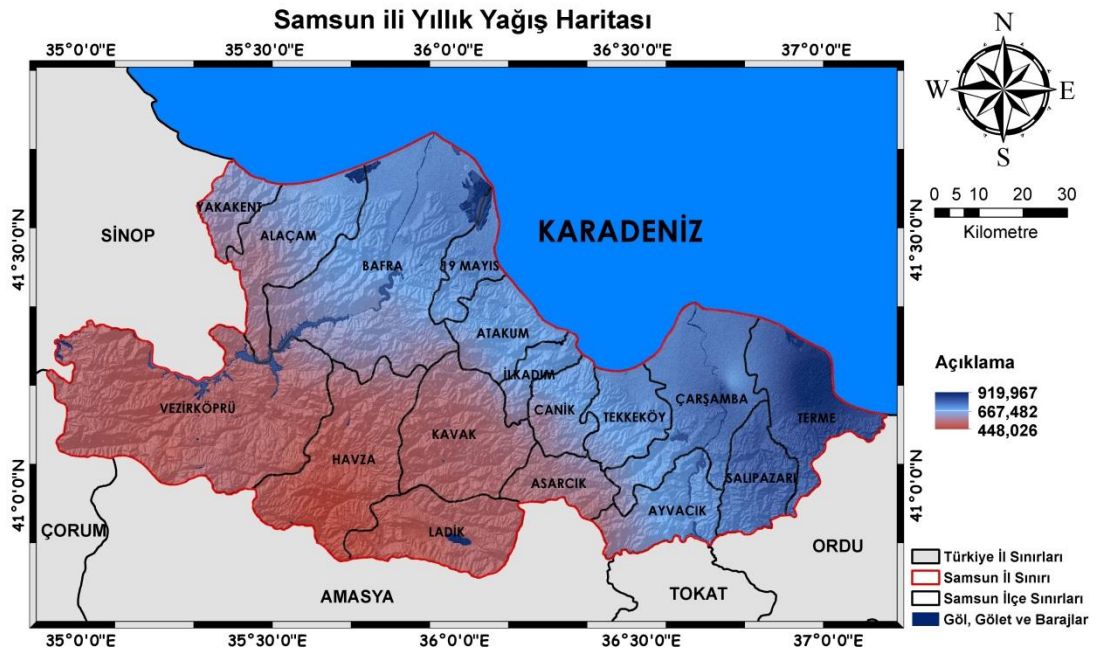 Samsun ili Yıllık Yağış Haritası
35°0'0"E 35°30'0"E 36°0'0"E 36°30'0"E 37°0'0"E
N
W E
S
0 5 10 20 30
Kilometre
41°30'0"N
41°30'0"N
SİNOP
KARADENİZ
YAKAKENT
ALAÇAM
BAFRA
19 MAYIS
ATAKUM
İLKADIM
CANİK
TEKKEKÖY
ÇARŞAMBA
TERME
VEZİRKÖPRÜ
HAVZA
KAVAK
ASARCIK
SALIPAZARI
AYVACIK
LADİK
Açıklama
919,967
667,482
448,026
41°0'0"N
41°0'0"N
ÇORUM
AMASYA
TOKAT
ORDU
Türkiye İl Sınırları
Samsun İl Sınırı
Samsun İlçe Sınırları
Göl, Gölet ve Barajlar
35°0'0"E 35°30'0"E 36°0'0"E 36°30'0"E 37°0'0"E